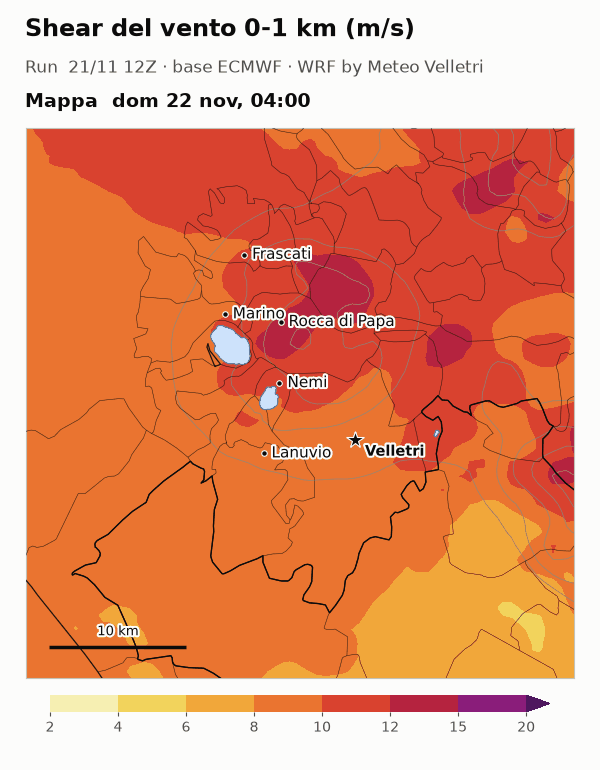 Shear del vento 0-1 km (m/s)
Run  21/11 12Z · base ECMWF · WRF by Meteo Velletri
Mappa  dom 22 nov, 04:00
Frascati
Marino
Rocca di Papa
Nemi
Velletri
Lanuvio
10 km
2 4 6 8 10 12 15 20